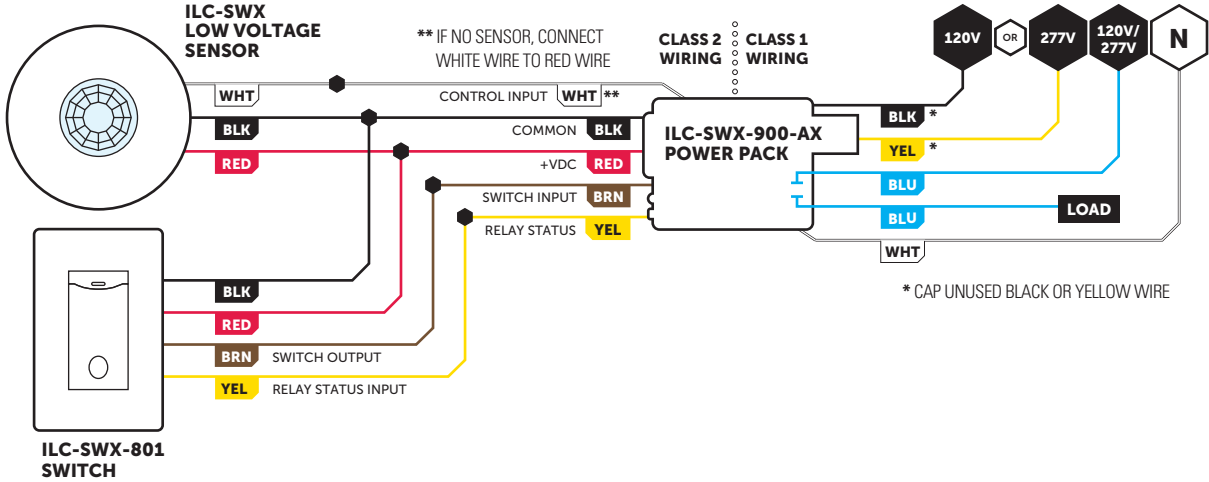 ILC-SWX
LOW VOLTAGE
SENSOR
** IF NO SENSOR, CONNECT
WHITE WIRE TO RED WIRE
CLASS 2
WIRING
CLASS 1
WIRING
120V
OR
277V
120V/
277V
N
WHT
CONTROL INPUT
WHT
**
BLK
COMMON
BLK
RED
+VDC
RED
SWITCH INPUT
BRN
RELAY STATUS
YEL
ILC-SWX-900-AX
POWER PACK
BLK
*
YEL
*
BLU
BLU
LOAD
WHT
* CAP UNUSED BLACK OR YELLOW WIRE
BLK
RED
BRN
SWITCH OUTPUT
YEL
RELAY STATUS INPUT
ILC-SWX-801
SWITCH